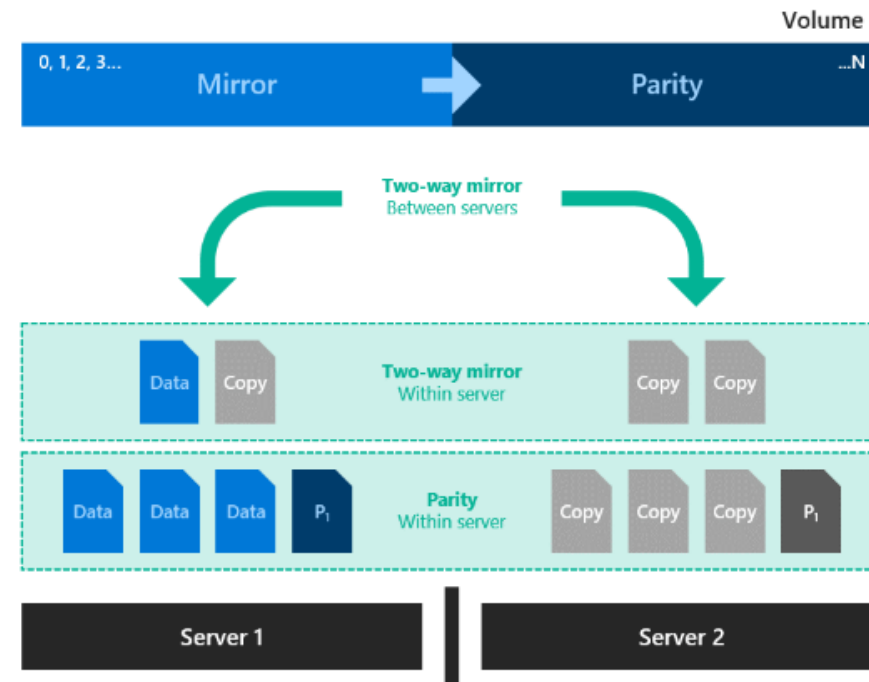 Volume
0, 1, 2, 3...
Mirror
Parity
...N
Two-way mirror
Between servers
Data
Copy
Two-way mirror
Within server
Copy
Copy
Data
Data
Data
P1
Parity
Within server
Copy
Copy
Copy
P1
Server 1
Server 2